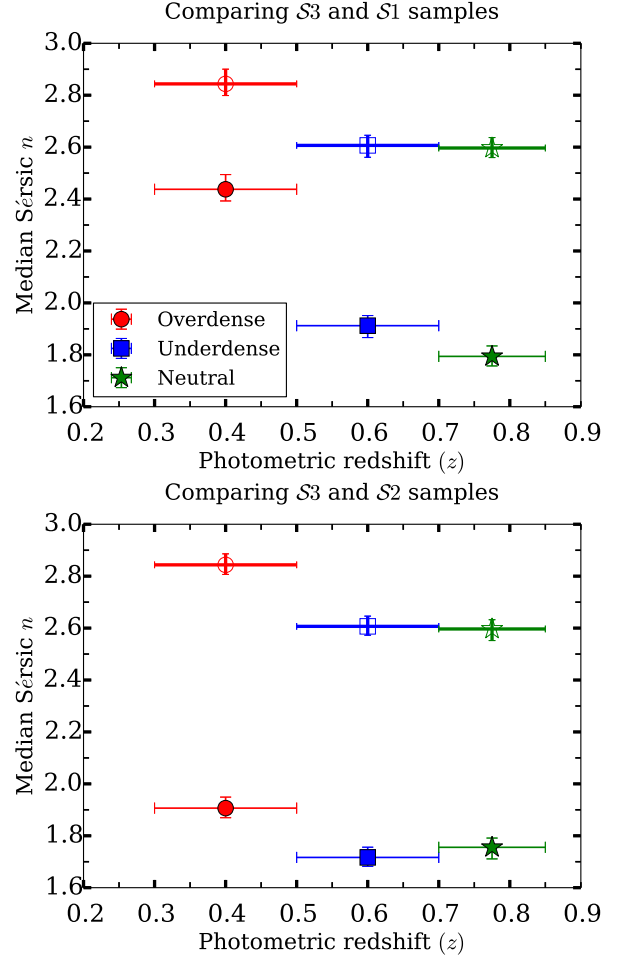 Comparing S3 and S1 samples
3.0
2.8
2.6
2.4
2.2
2.0
1.8
1.6
Median Sérsic n
Overdense
Underdense
Neutral
0.2 0.3 0.4 0.5 0.6 0.7 0.8 0.9
Photometric redshift (z)
Comparing S3 and S2 samples
3.0
2.8
2.6
2.4
2.2
2.0
1.8
1.6
Median Sérsic n
0.2 0.3 0.4 0.5 0.6 0.7 0.8 0.9
Photometric redshift (z)